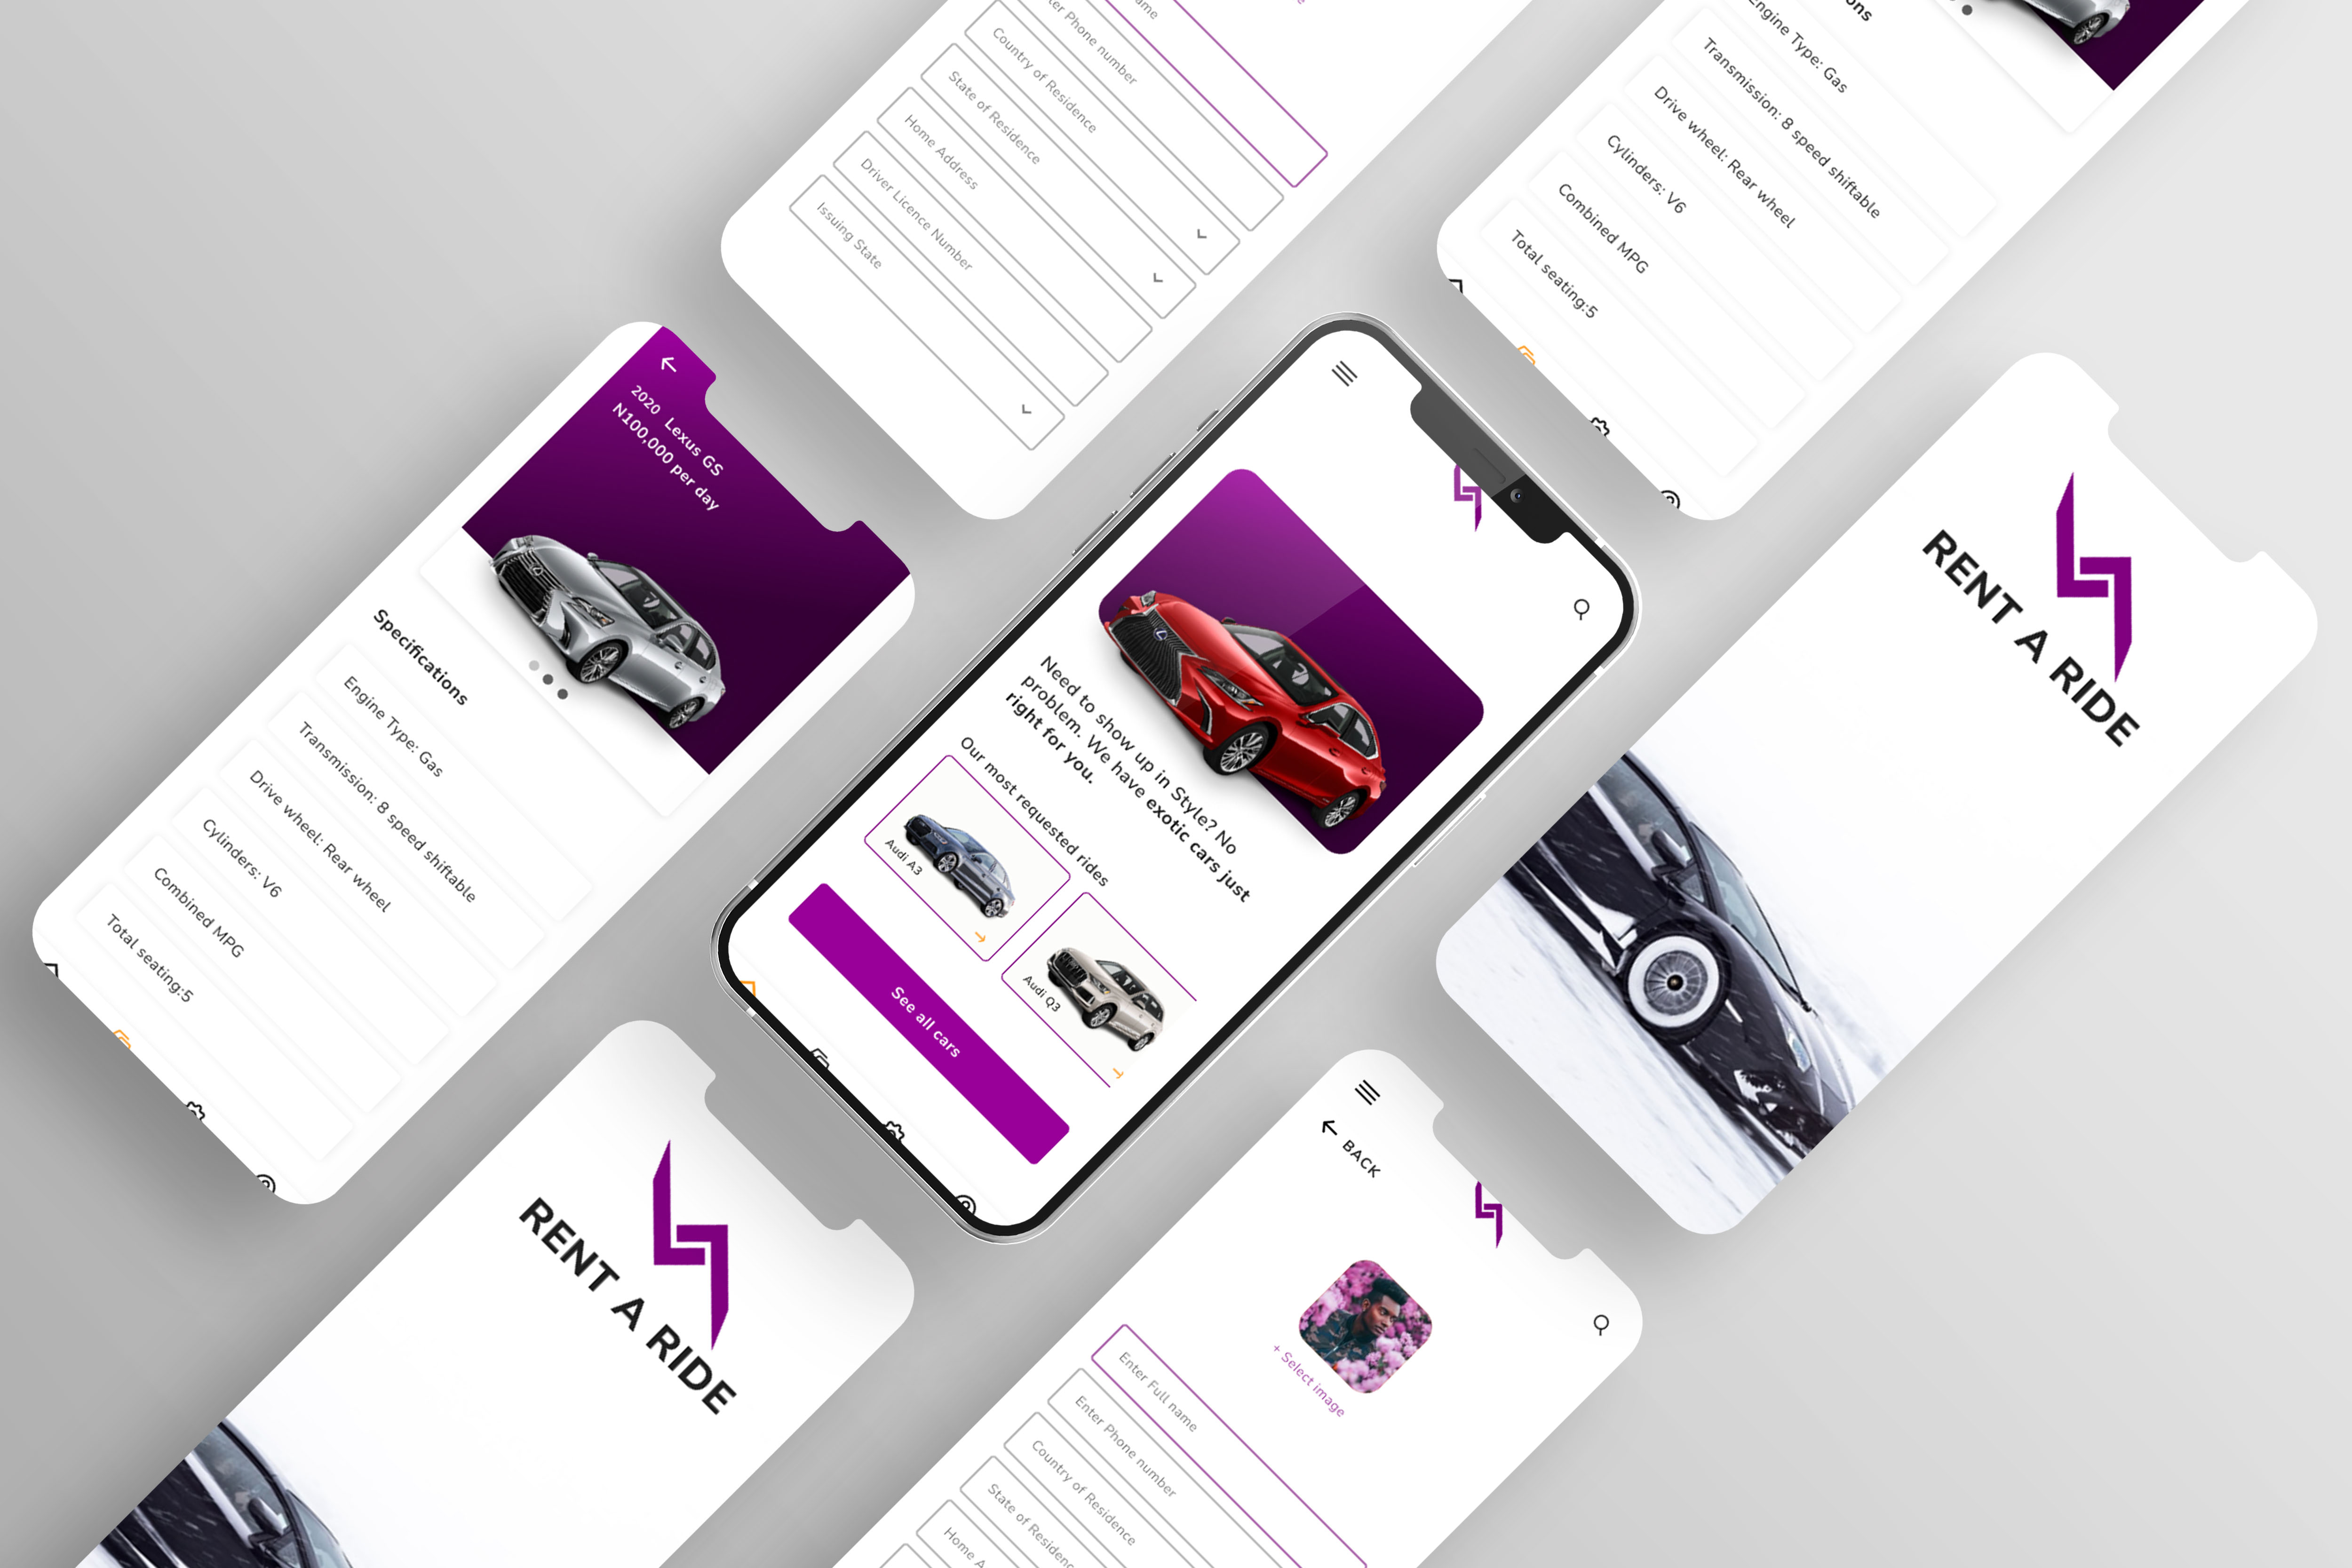 ame
ter Phone number
Country of Residence
State of Residence
Home Address
Driver Licence Number
Issuing State
ons
Engine Type: Gas
Transmission: 8 speed shiftable
Drive wheel: Rear wheel
Cylinders: V6
Combined MPG
Total seating:5
2020 Lexus GS
N100,000 per day
Specifications
Engine Type: Gas
Transmission: 8 speed shiftable
Drive wheel: Rear wheel
Cylinders: V6
Combined MPG
Total seating:5
Need to show up in Style? No
problem. We have exotic cars just
right for you.
Our most requested rides
Audi A3
Audi Q3
See all cars
RENT A RIDE
RENT A RIDE
BACK
+ Select image
Enter Full name
Enter Phone number
Country of Residence
State of Residenc
Home A